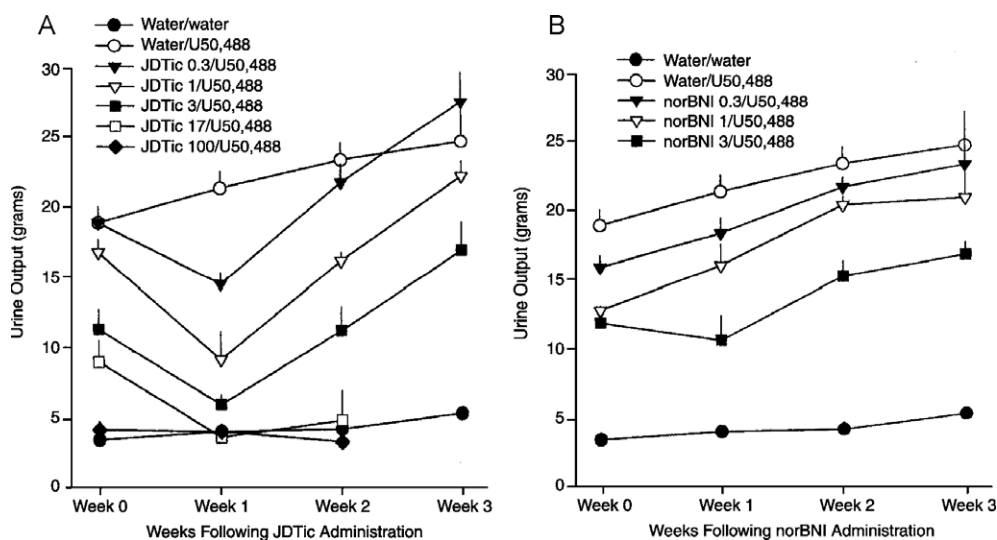 A
Water/water
Water/U50,488
JDTic 0.3/U50,488
JDTic 1/U50,488
JDTic 3/U50,488
JDTic 17/U50,488
JDTic 100/U50,488
30
25
20
15
10
5
0
Urine Output (grams)
Week 0 Week 1 Week 2 Week 3
Weeks Following JDTic Administration
B
Water/water
Water/U50,488
norBNI 0.3/U50,488
norBNI 1/U50,488
norBNI 3/U50,488
30
25
20
15
10
5
0
Urine Output (grams)
Week 0 Week 1 Week 2 Week 3
Weeks Following norBNI Administration